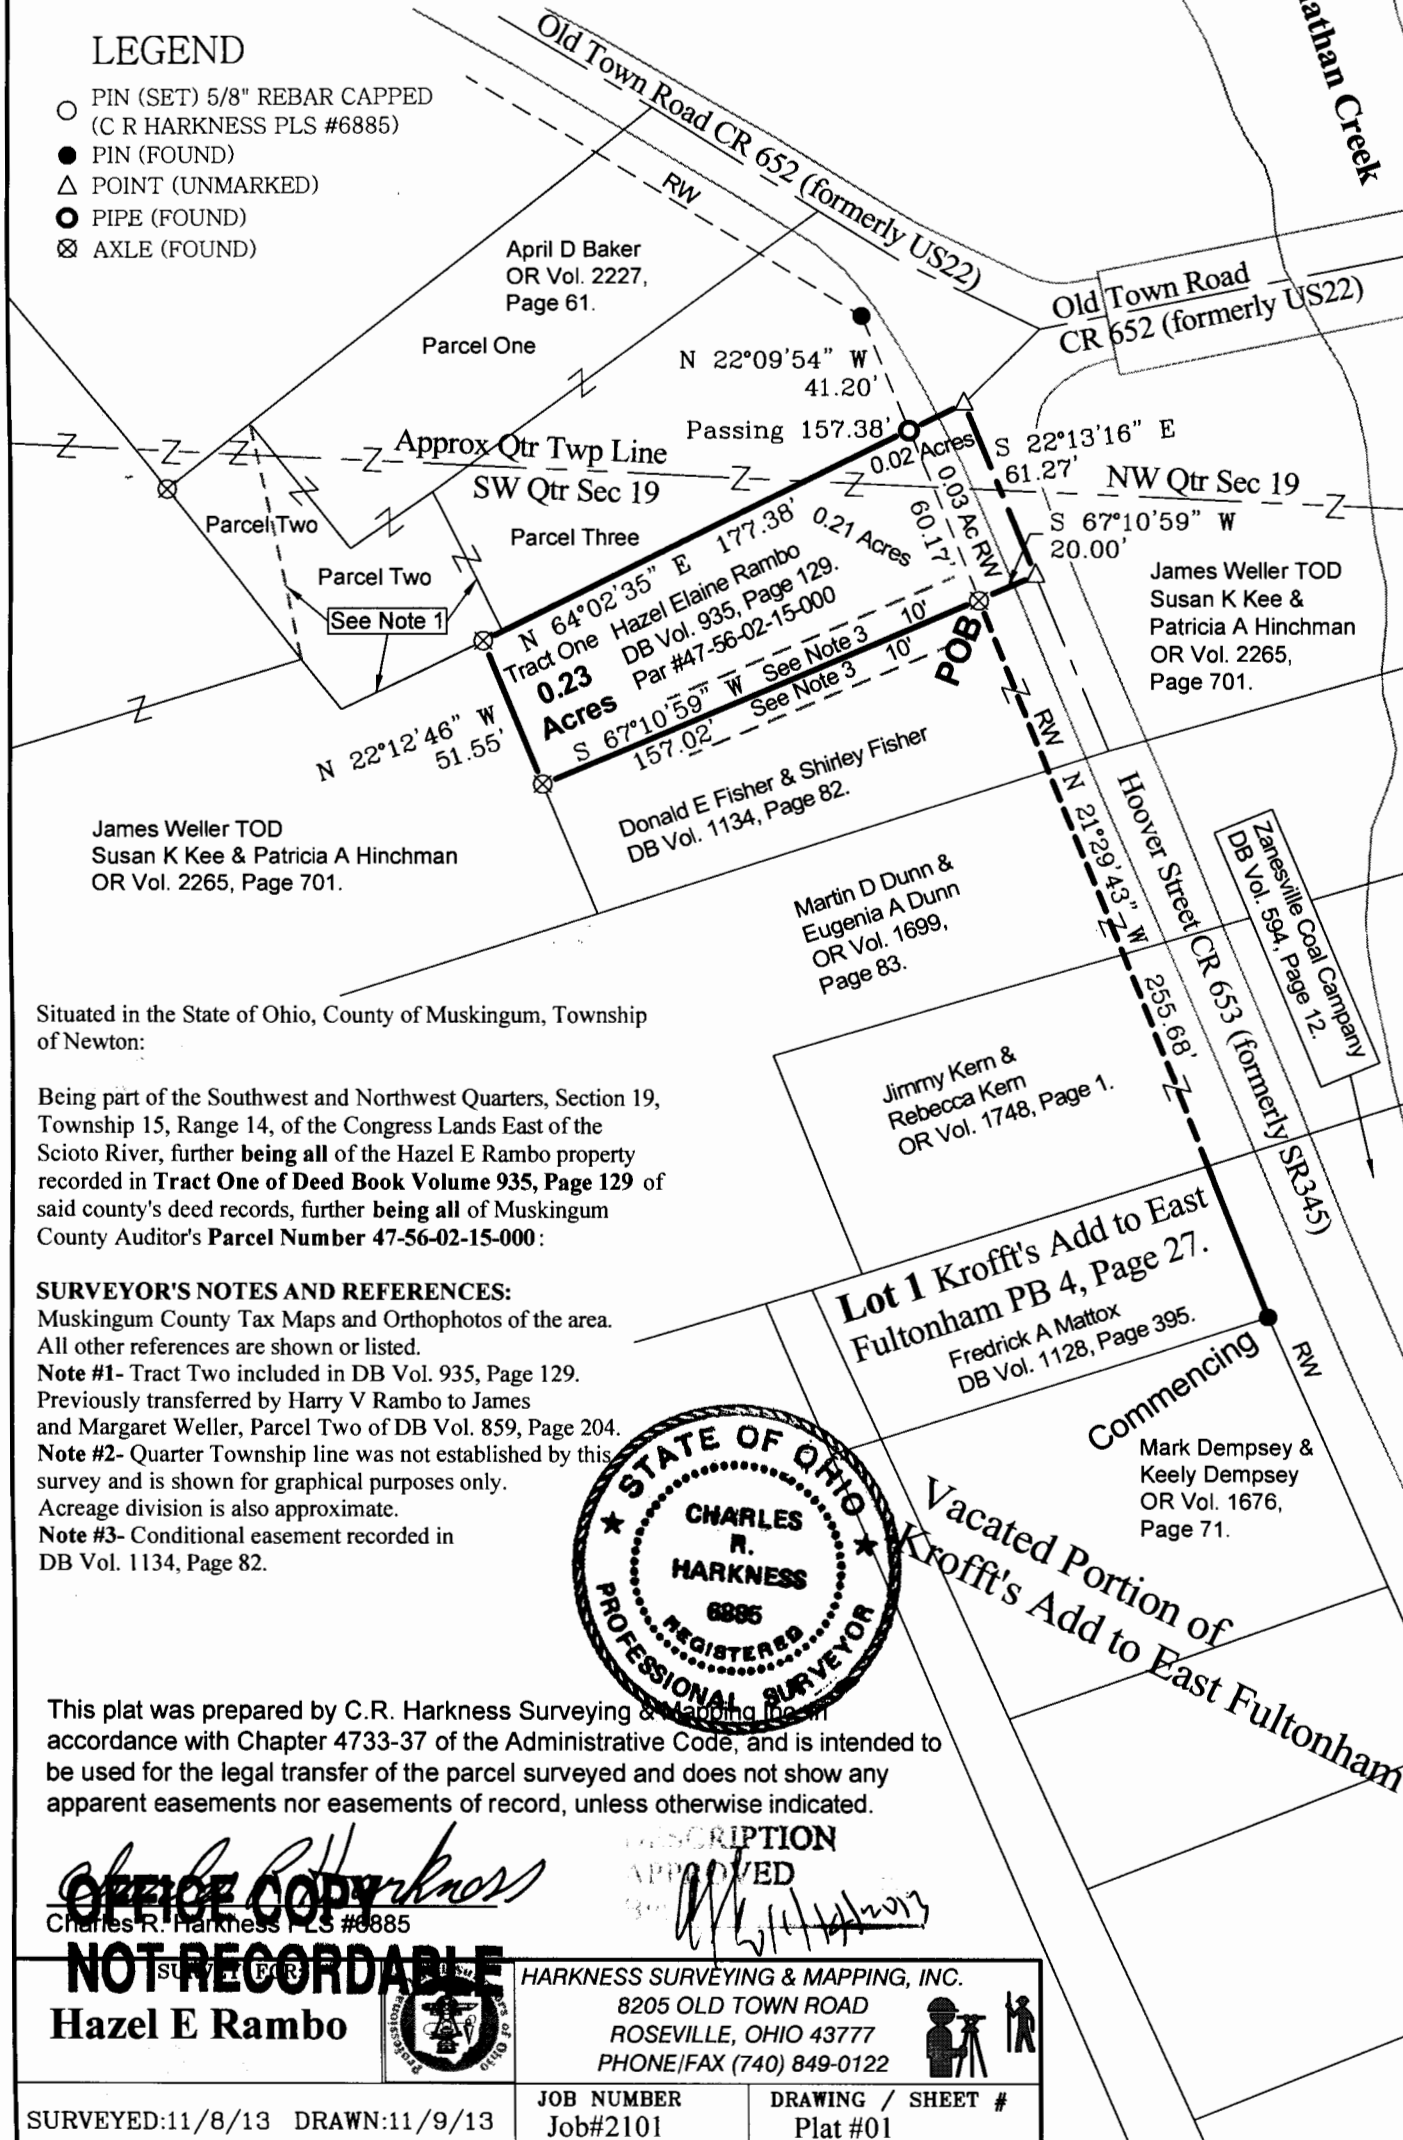 LEGEND
PIN (SET) 5/8" REBAR CAPPED
(C R HARKNESS PLS #6885)
PIN (FOUND)
POINT (UNMARKED)
PIPE (FOUND)
AXLE (FOUND)
Old Town Road CR 652 (formerly US22)
RW
athan Creek
Old Town Road
CR 652 (formerly US22)
April D Baker
OR Vol. 2227,
Page 61.
Parcel One
N 22°09'54" W
41.20'
Passing 157.38'
0.02 Acres
S 22°13'16" E
61.27'
Z
Approx Qtr Twp Line
SW Qtr Sec 19
NW Qtr Sec 19
S 67°10'59" W
20.00'
Parcel Two
Parcel Two
Parcel Three
See Note 1
0.03 Ac RW
60.17'
0.21 Acres
N 64°02'35" E 177.38'
Tract One Hazel Elaine Rambo
DB Vol. 935, Page 129.
Par #47-56-02-15-000
0.23
Acres
See Note 3 10'
S 67°10'59" W See Note 3 10'
157.02'
POB
N 22°12'46" W
51.55'
James Weller TOD
Susan K Kee &
Patricia A Hinchman
OR Vol. 2265,
Page 701.
James Weller TOD
Susan K Kee & Patricia A Hinchman
OR Vol. 2265, Page 701.
Donald E Fisher & Shirley Fisher
DB Vol. 1134, Page 82.
RW
N 21°29'43" W 255.68'
Hoover Street CR 653 (formerly SR345)
Zanesville Coal Campany
DB Vol. 594, Page 12.
Martin D Dunn &
Eugenia A Dunn
OR Vol. 1699,
Page 83.
Jimmy Kern &
Rebecca Kern
OR Vol. 1748, Page 1.
Situated in the State of Ohio, County of Muskingum, Township
of Newton:
Being part of the Southwest and Northwest Quarters, Section 19,
Township 15, Range 14, of the Congress Lands East of the
Scioto River, further being all of the Hazel E Rambo property
recorded in Tract One of Deed Book Volume 935, Page 129 of
said county's deed records, further being all of Muskingum
County Auditor's Parcel Number 47-56-02-15-000:
SURVEYOR'S NOTES AND REFERENCES:
Muskingum County Tax Maps and Orthophotos of the area.
All other references are shown or listed.
Note #1- Tract Two included in DB Vol. 935, Page 129.
Previously transferred by Harry V Rambo to James
and Margaret Weller, Parcel Two of DB Vol. 859, Page 204.
Note #2- Quarter Township line was not established by this
survey and is shown for graphical purposes only.
Acreage division is also approximate.
Note #3- Conditional easement recorded in
DB Vol. 1134, Page 82.
Lot 1 Krofft's Add to East
Fultonham PB 4, Page 27.
Fredrick A Mattox
DB Vol. 1128, Page 395.
Commencing
RW
Mark Dempsey &
Keely Dempsey
OR Vol. 1676,
Page 71.
Vacated Portion of
Krofft's Add to East Fultonham
STATE OF OHIO
CHARLES
R.
HARKNESS
6885
REGISTERED
PROFESSIONAL SURVEYOR
This plat was prepared by C.R. Harkness Surveying & Mapping Inc. in
accordance with Chapter 4733-37 of the Administrative Code, and is intended to
be used for the legal transfer of the parcel surveyed and does not show any
apparent easements nor easements of record, unless otherwise indicated.
DESCRIPTION
APPROVED
Charles R. Harkness PLS #6885
OFFICE COPY
NOT RECORDABLE
SURVEY FOR:
Hazel E Rambo
HARKNESS SURVEYING & MAPPING, INC.
8205 OLD TOWN ROAD
ROSEVILLE, OHIO 43777
PHONE/FAX (740) 849-0122
SURVEYED:11/8/13 DRAWN:11/9/13
JOB NUMBER
Job#2101
DRAWING / SHEET #
Plat #01